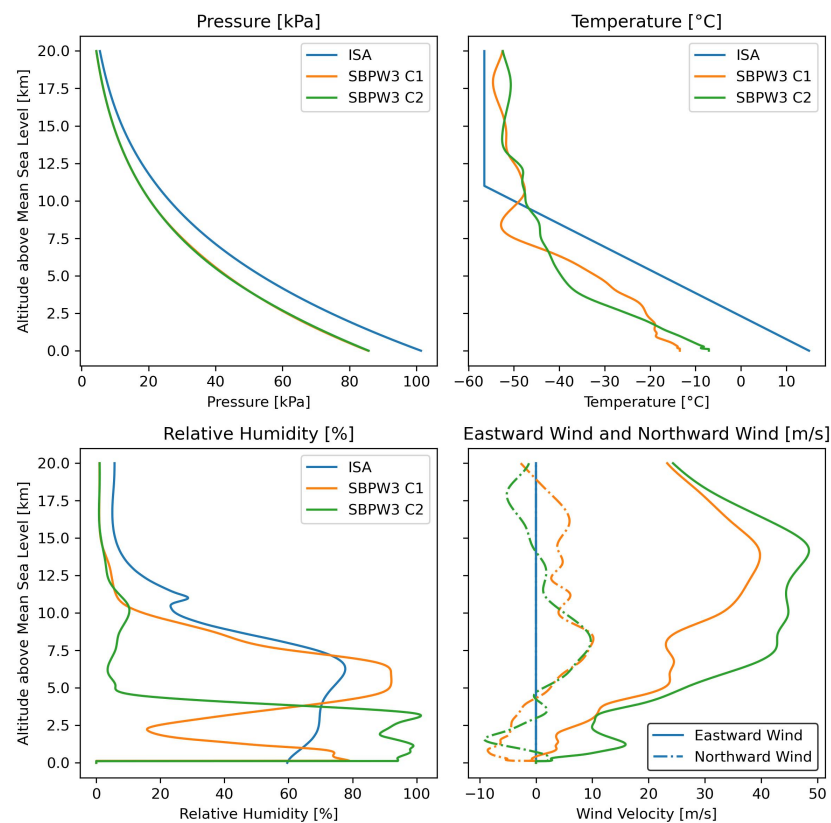 Pressure [kPa]
Altitude above Mean Sea Level [km]
20.0
17.5
15.0
12.5
10.0
7.5
5.0
2.5
0.0
ISA
SBPW3 C1
SBPW3 C2
0 20 40 60 80 100
Pressure [kPa]
Temperature [°C]
ISA
SBPW3 C1
SBPW3 C2
−60 −50 −40 −30 −20 −10 0 10
Temperature [°C]
Relative Humidity [%]
Altitude above Mean Sea Level [km]
20.0
17.5
15.0
12.5
10.0
7.5
5.0
2.5
0.0
ISA
SBPW3 C1
SBPW3 C2
0 20 40 60 80 100
Relative Humidity [%]
Eastward Wind and Northward Wind [m/s]
Eastward Wind
Northward Wind
−10 0 10 20 30 40 50
Wind Velocity [m/s]